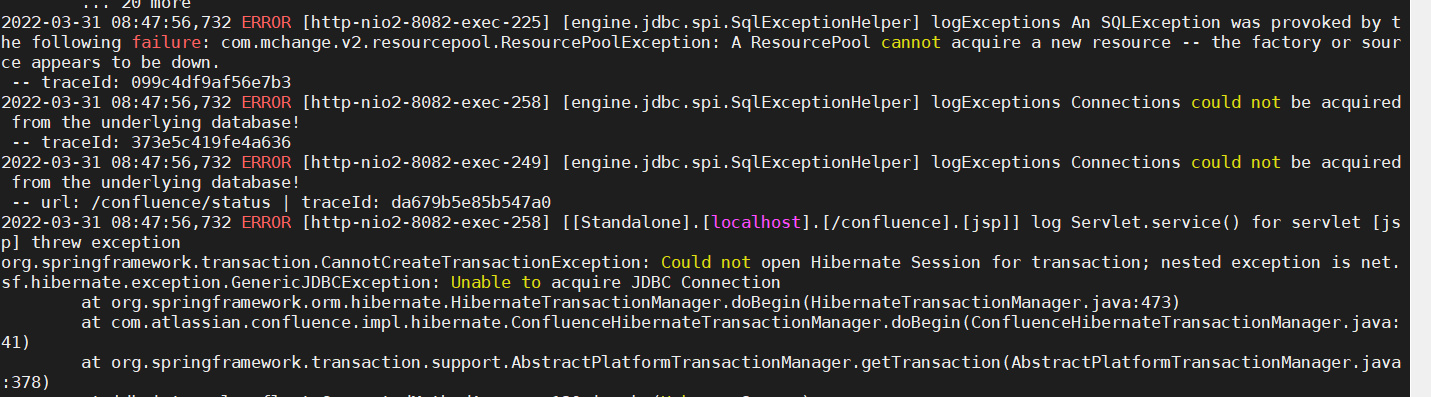 ... 20 more
2022-03-31 08:47:56,732 ERROR [http-nio2-8082-exec-225] [engine.jdbc.spi.SqlExceptionHelper] logExceptions An SQLException was provoked by t
he following failure: com.mchange.v2.resourcepool.ResourcePoolException: A ResourcePool cannot acquire a new resource -- the factory or sour
ce appears to be down.
-- traceId: 099c4df9af56e7b3
2022-03-31 08:47:56,732 ERROR [http-nio2-8082-exec-258] [engine.jdbc.spi.SqlExceptionHelper] logExceptions Connections could not be acquired
from the underlying database!
-- traceId: 373e5c419fe4a636
2022-03-31 08:47:56,732 ERROR [http-nio2-8082-exec-249] [engine.jdbc.spi.SqlExceptionHelper] logExceptions Connections could not be acquired
from the underlying database!
-- url: /confluence/status | traceId: da679b5e85b547a0
2022-03-31 08:47:56,732 ERROR [http-nio2-8082-exec-258] [[Standalone].[localhost].[/confluence].[jsp]] log Servlet.service() for servlet [js
p] threw exception
org.springframework.transaction.CannotCreateTransactionException: Could not open Hibernate Session for transaction; nested exception is net.
sf.hibernate.exception.GenericJDBCException: Unable to acquire JDBC Connection
at org.springframework.orm.hibernate.HibernateTransactionManager.doBegin(HibernateTransactionManager.java:473)
at com.atlassian.confluence.impl.hibernate.ConfluenceHibernateTransactionManager.doBegin(ConfluenceHibernateTransactionManager.java:
41)
at org.springframework.transaction.support.AbstractPlatformTransactionManager.getTransaction(AbstractPlatformTransactionManager.java
:378)